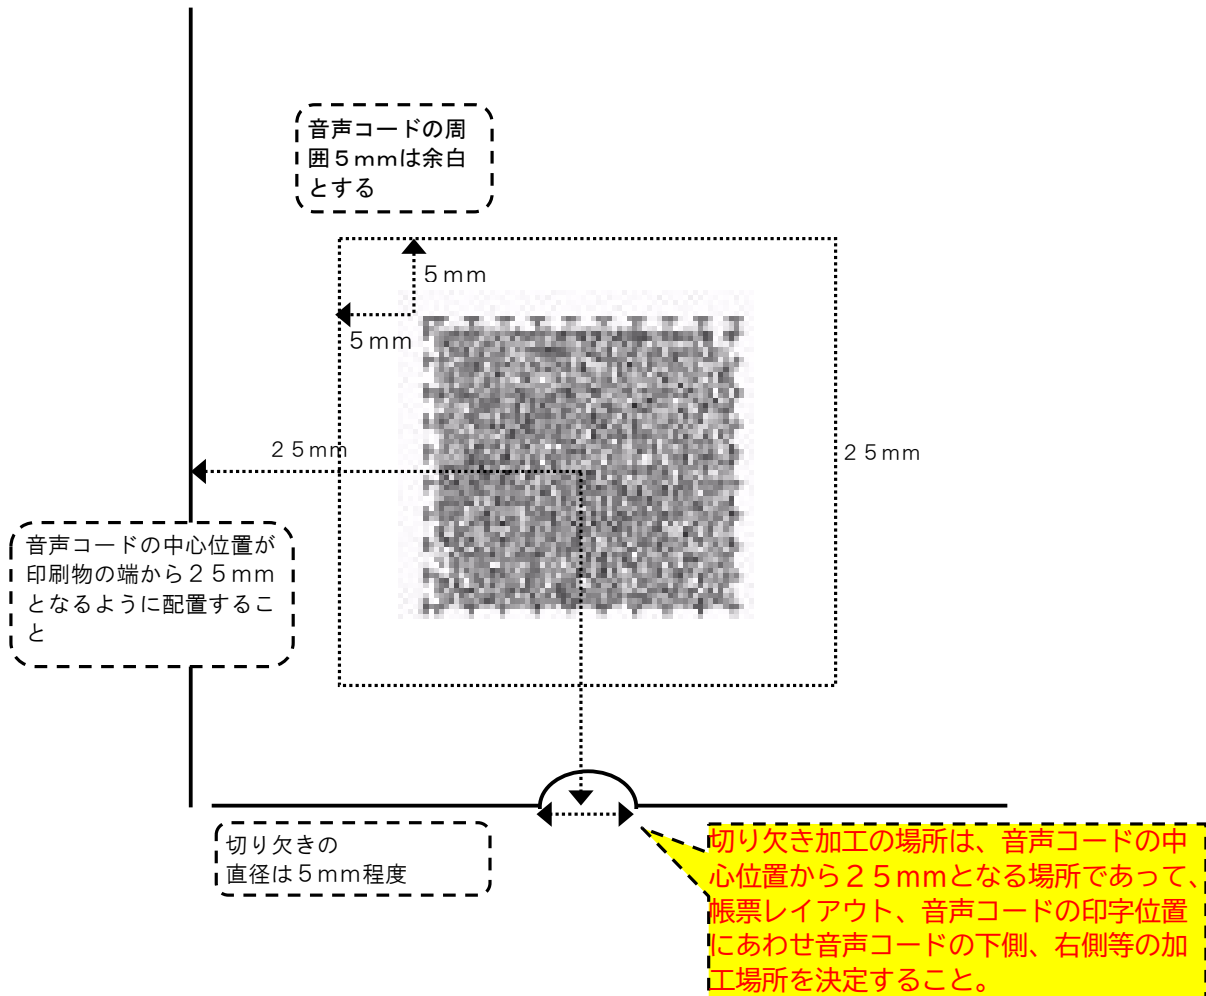 音声コードの周
囲５ｍｍは余白
とする
５ｍｍ
５ｍｍ
２５ｍｍ
２５ｍｍ
音声コードの中心位置が
印刷物の端から２５ｍｍ
となるように配置するこ
と
切り欠きの
直径は５ｍｍ程度
切り欠き加工の場所は、音声コードの中
心位置から２５ｍｍとなる場所であって、
帳票レイアウト、音声コードの印字位置
にあわせ音声コードの下側、右側等の加
工場所を決定すること。